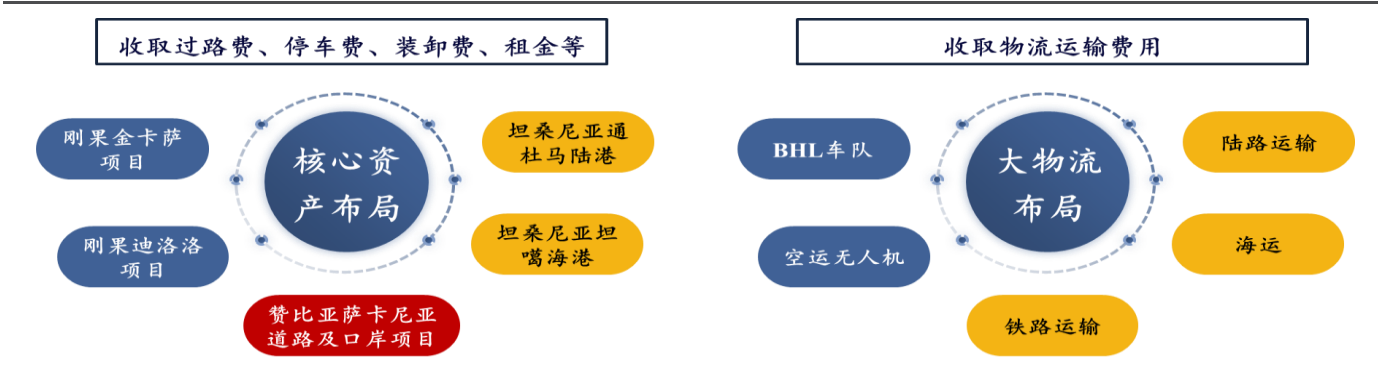 收取过路费、停车费、装卸费、租金等
刚果金卡萨
项目
刚果迪洛洛
项目
核心资
产布局
坦桑尼亚通
杜马陆港
坦桑尼亚坦
噶海港
赞比亚萨卡尼亚
道路及口岸项目
收取物流运输费用
BHL车队
空运无人机
大物流
布局
陆路运输
海运
铁路运输